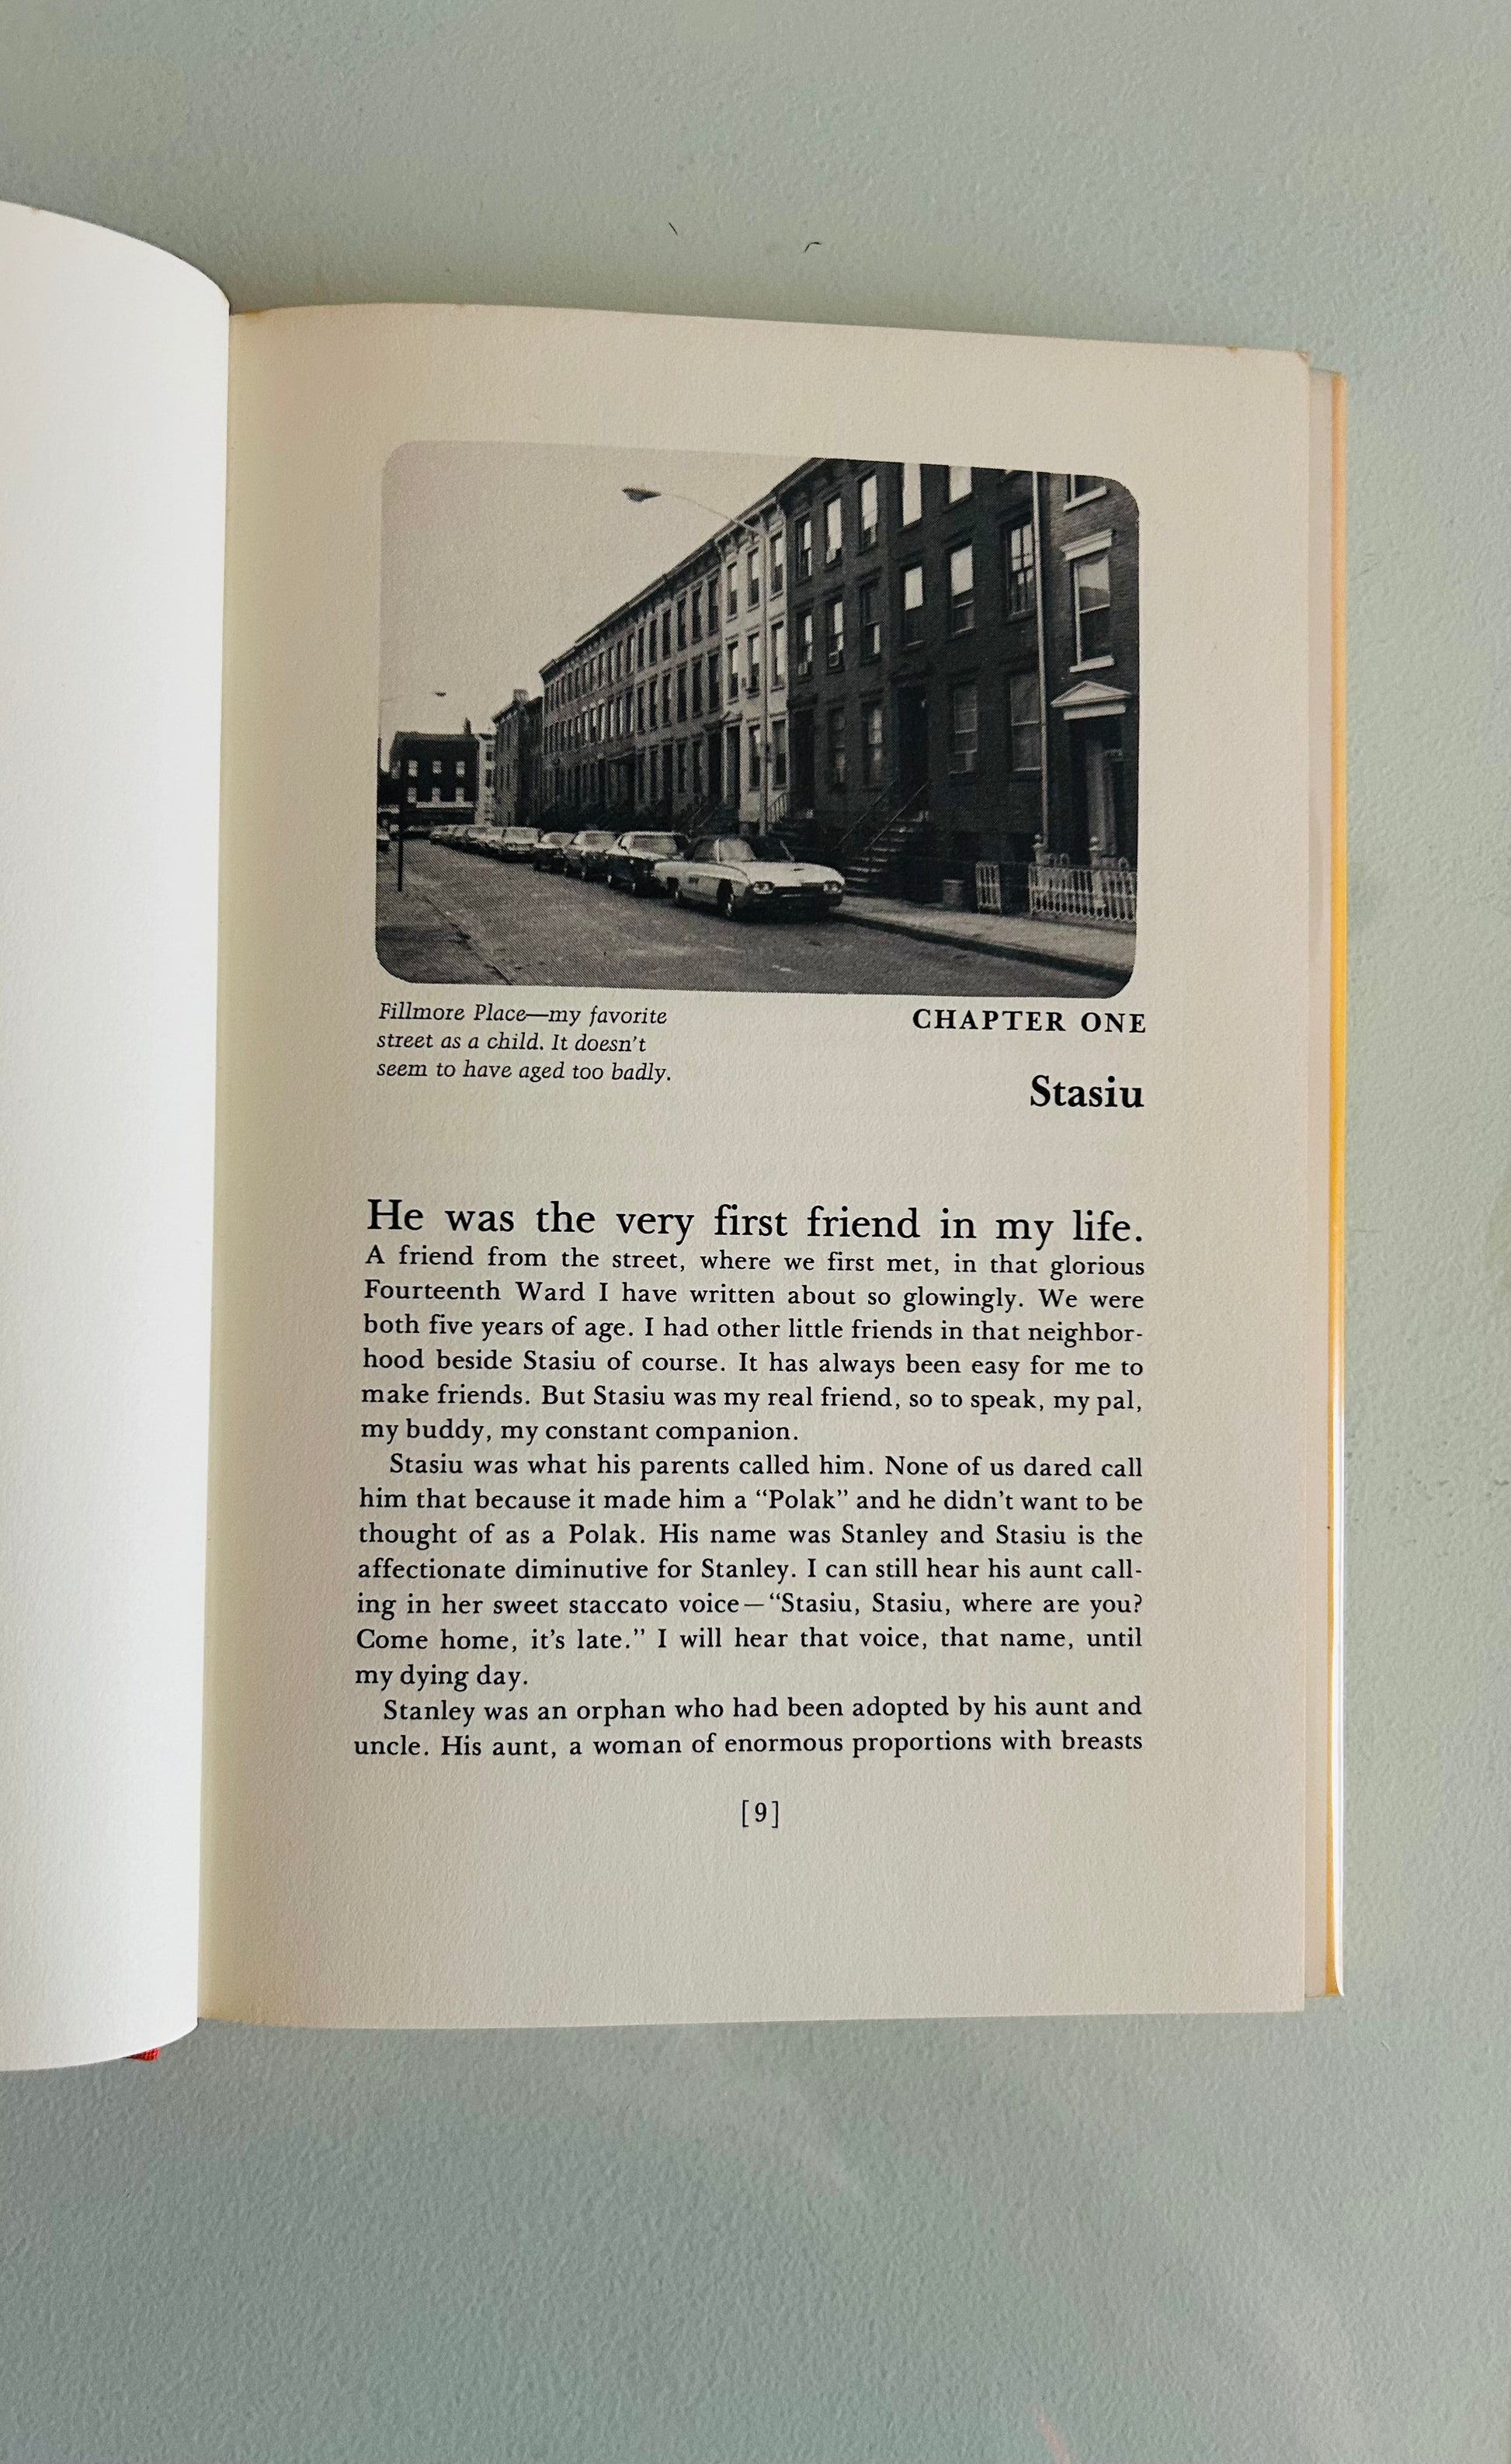 Fillmore Place—my favorite
street as a child. It doesn't
seem to have aged too badly.
CHAPTER ONE
Stasiu
He was the very first friend in my life.
A friend from the street, where we first met, in that glorious
Fourteenth Ward I have written about so glowingly. We were
both five years of age. I had other little friends in that neighbor-
hood beside Stasiu of course. It has always been easy for me to
make friends. But Stasiu was my real friend, so to speak, my pal,
my buddy, my constant companion.
Stasiu was what his parents called him. None of us dared call
him that because it made him a “Polak” and he didn't want to be
thought of as a Polak. His name was Stanley and Stasiu is the
affectionate diminutive for Stanley. I can still hear his aunt call-
ing in her sweet staccato voice—“Stasiu, Stasiu, where are you?
Come home, it's late.” I will hear that voice, that name, until
my dying day.
Stanley was an orphan who had been adopted by his aunt and
uncle. His aunt, a woman of enormous proportions with breasts
[9]